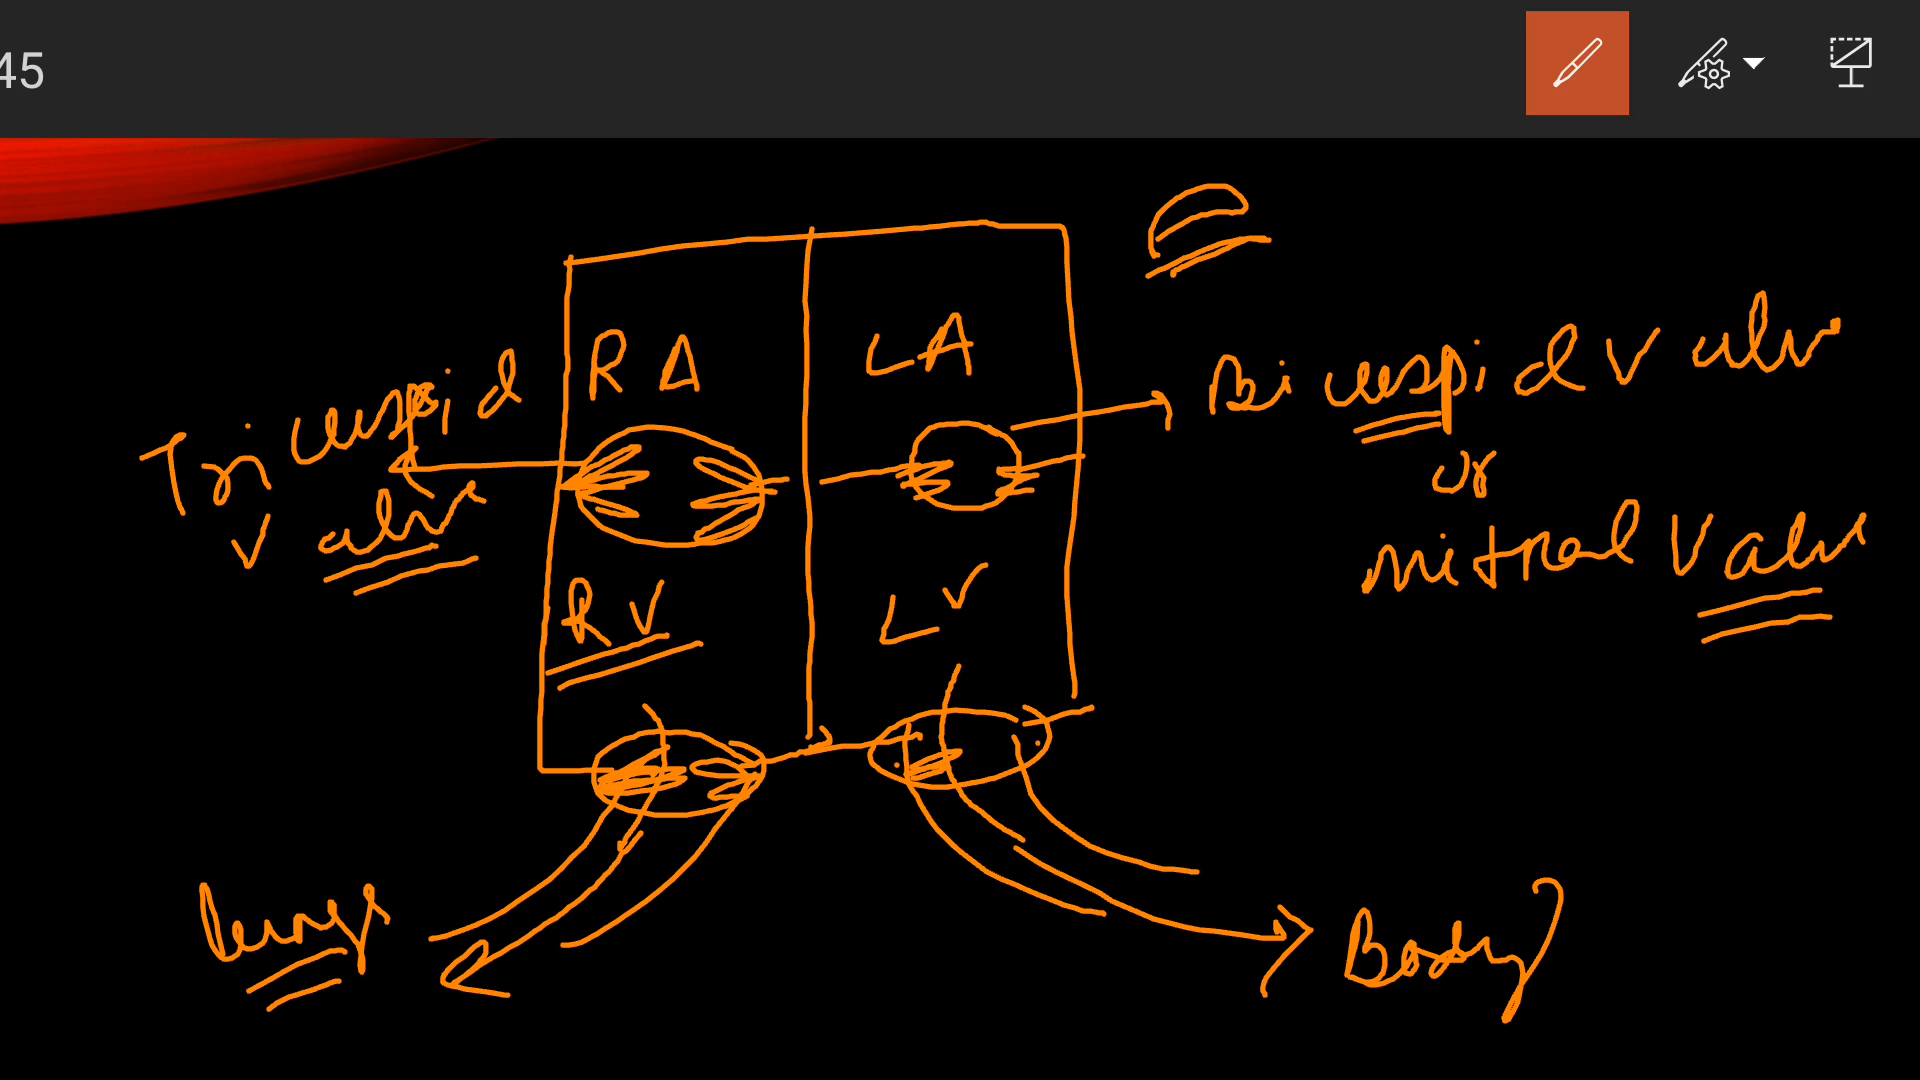 45
RA
LA
Tricuspid
Valve
Bicuspid Valve
or
mitral Valve
RV
LV
lungs
Body